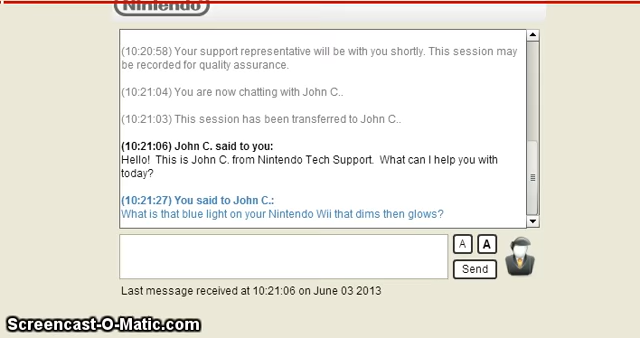 Nintendo
(10:20:58) Your support representative will be with you shortly. This session may
be recorded for quality assurance.
(10:21:04) You are now chatting with John C..
(10:21:03) This session has been transferred to John C..
(10:21:06) John C. said to you:
Hello!  This is John C. from Nintendo Tech Support.  What can I help you with
today?
(10:21:27) You said to John C.:
What is that blue light on your Nintendo Wii that dims then glows?
A A
Send
Last message received at 10:21:06 on June 03 2013
Screencast-O-Matic.com